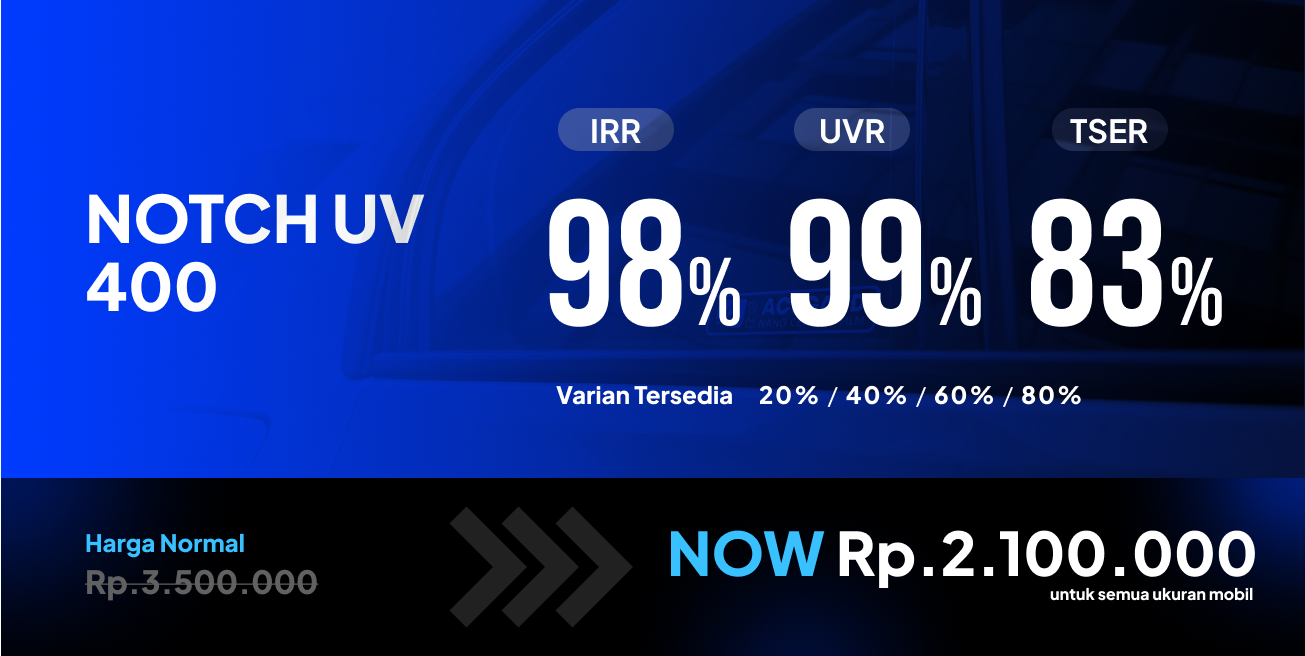 NOTCH UV
400
IRR
98%
UVR
99%
TSER
83%
Varian Tersedia 20% / 40% / 60% / 80%
Harga Normal
Rp.3.500.000
NOW Rp.2.100.000
untuk semua ukuran mobil